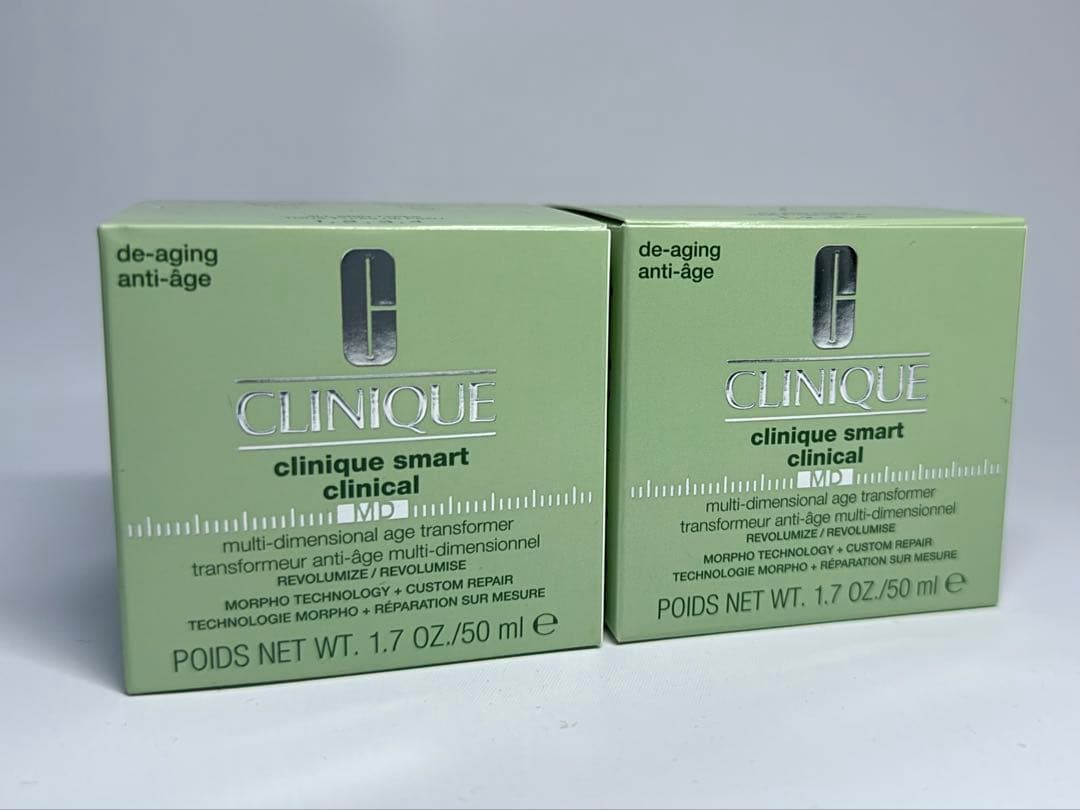 de-aging
anti-âge
CLINIQUE
clinique smart
clinical
MD
multi-dimensional age transformer
transformeur anti-âge multi-dimensionnel
REVOLUMIZE / REVOLUMISE
MORPHO TECHNOLOGY + CUSTOM REPAIR
TECHNOLOGIE MORPHO + RÉPARATION SUR MESURE
POIDS NET WT. 1.7 OZ./50 ml ℮
de-aging
anti-âge
CLINIQUE
clinique smart
clinical
MD
multi-dimensional age transformer
transformeur anti-âge multi-dimensionnel
REVOLUMIZE / REVOLUMISE
MORPHO TECHNOLOGY + CUSTOM REPAIR
TECHNOLOGIE MORPHO + RÉPARATION SUR MESURE
POIDS NET WT. 1.7 OZ./50 ml ℮